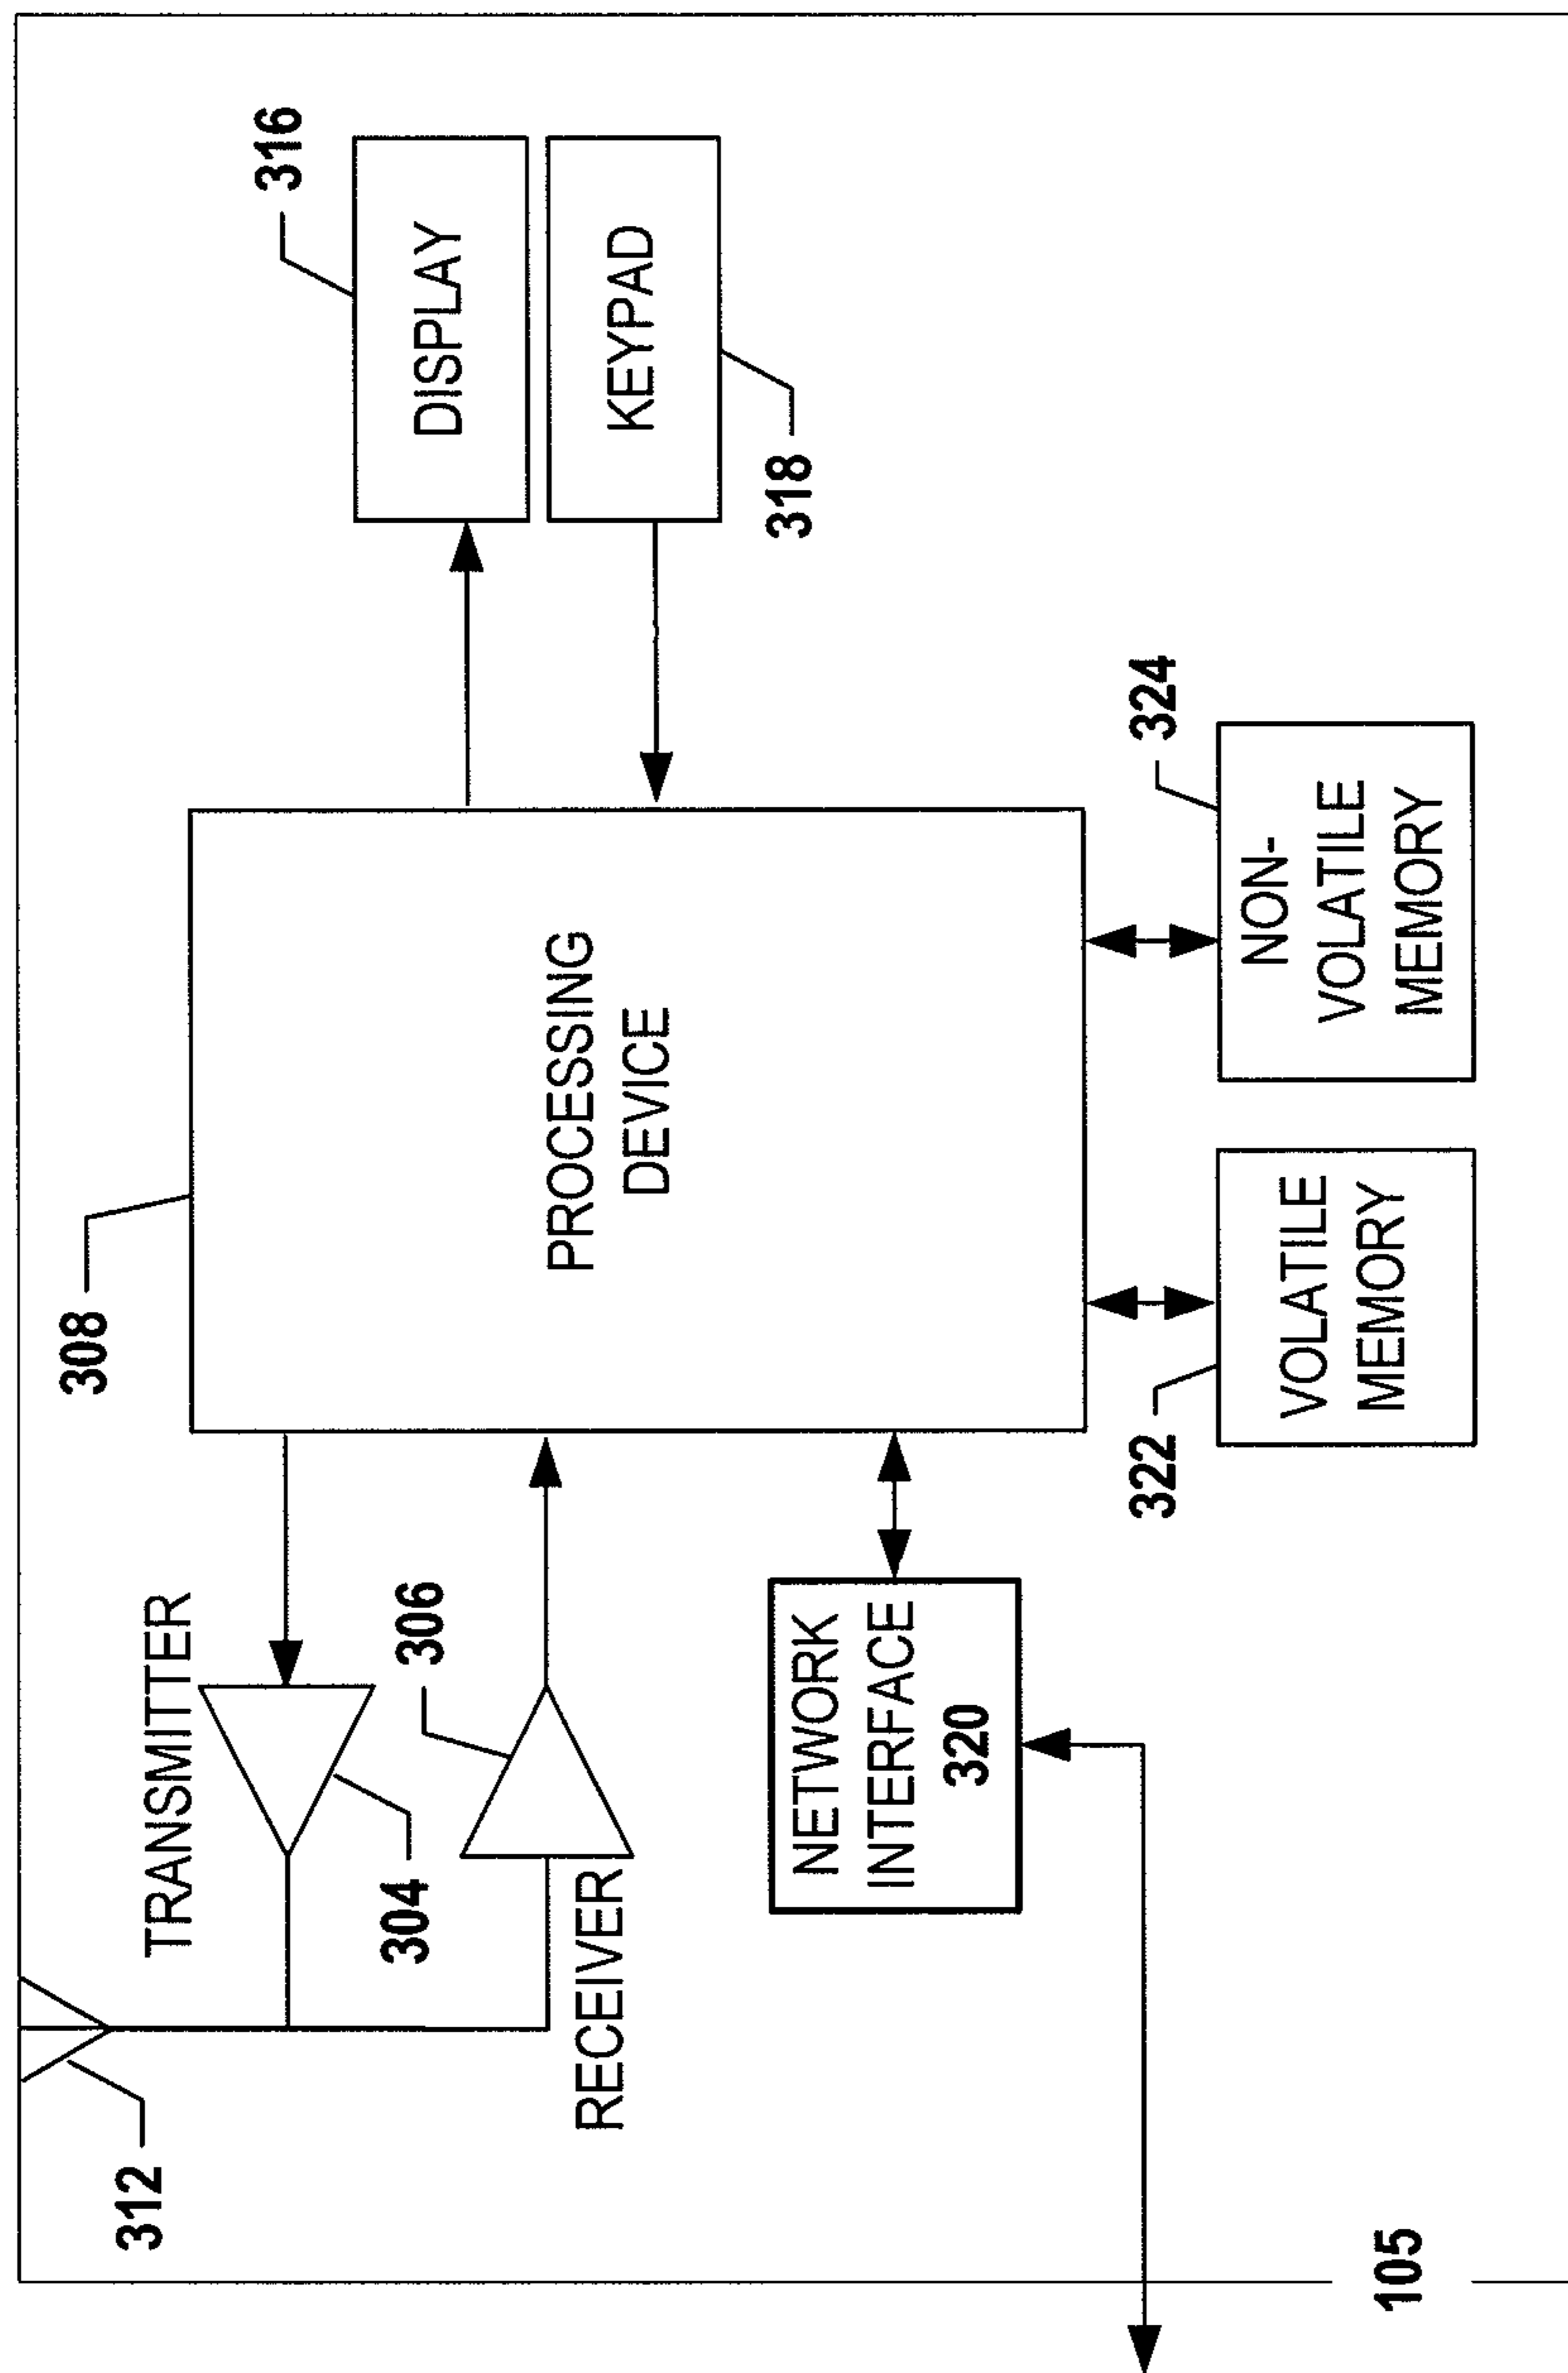 312
TRANSMITTER
304
306
RECEIVER
308
PROCESSING
DEVICE
316
DISPLAY
KEYPAD
318
NETWORK
INTERFACE
320
322
VOLATILE
MEMORY
324
NON-
VOLATILE
MEMORY
105